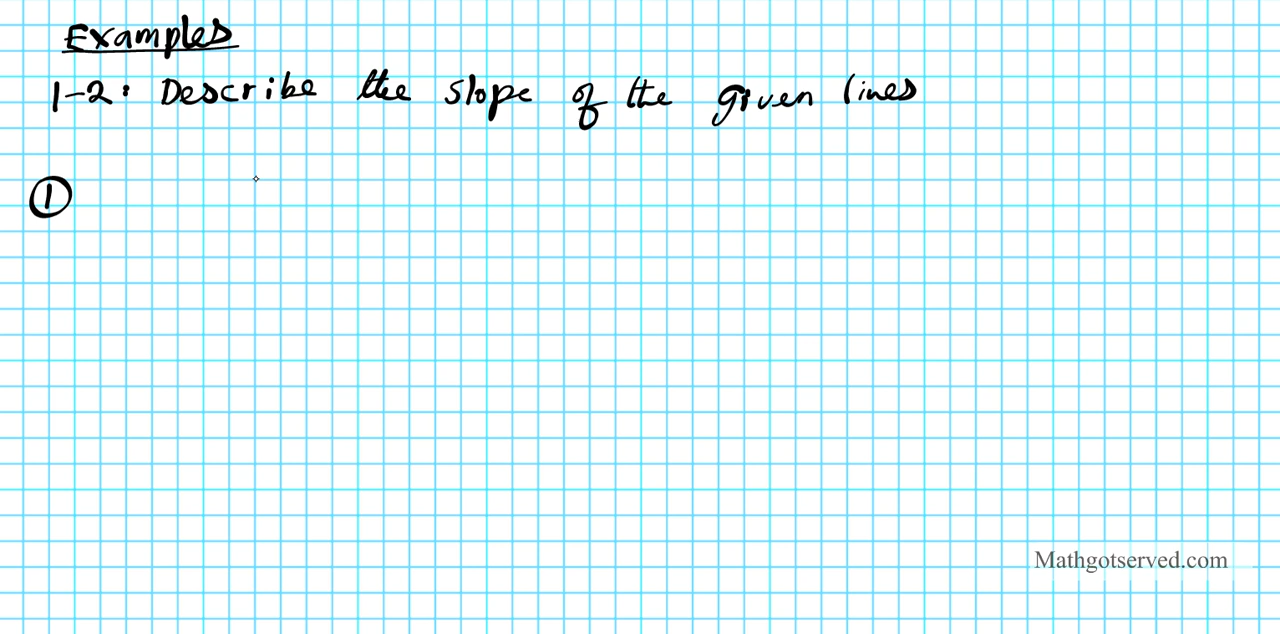 Examples
1-2: Describe the slope of the given lines
①
Mathgotserved.com